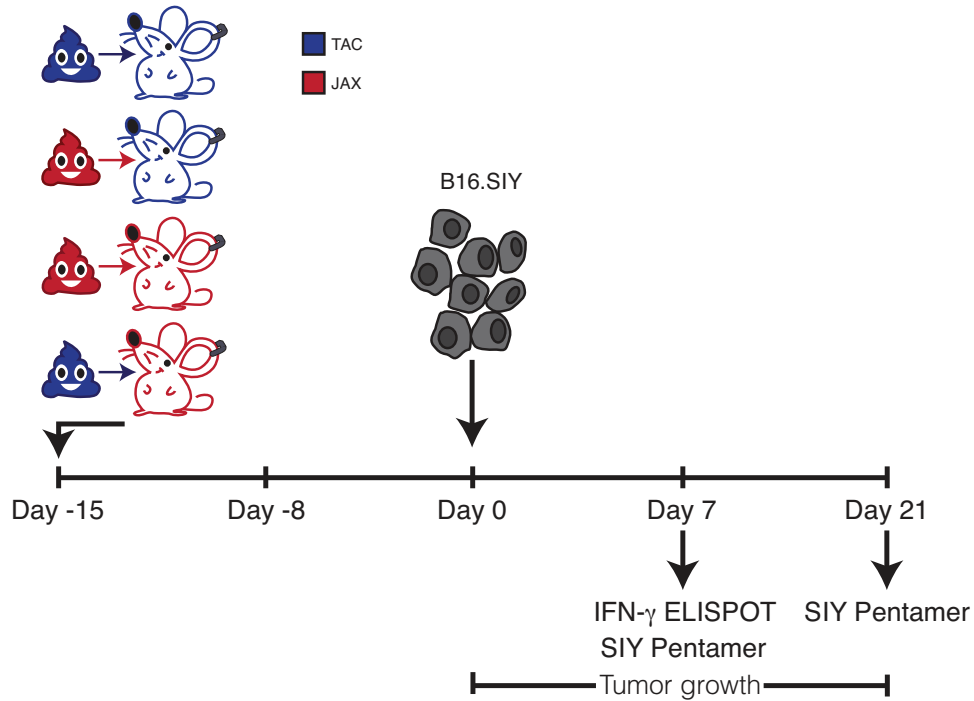 TAC
JAX
B16.SIY
Day -15
Day -8
Day 0
Day 7
Day 21
IFN-γ ELISPOT
SIY Pentamer
SIY Pentamer
Tumor growth